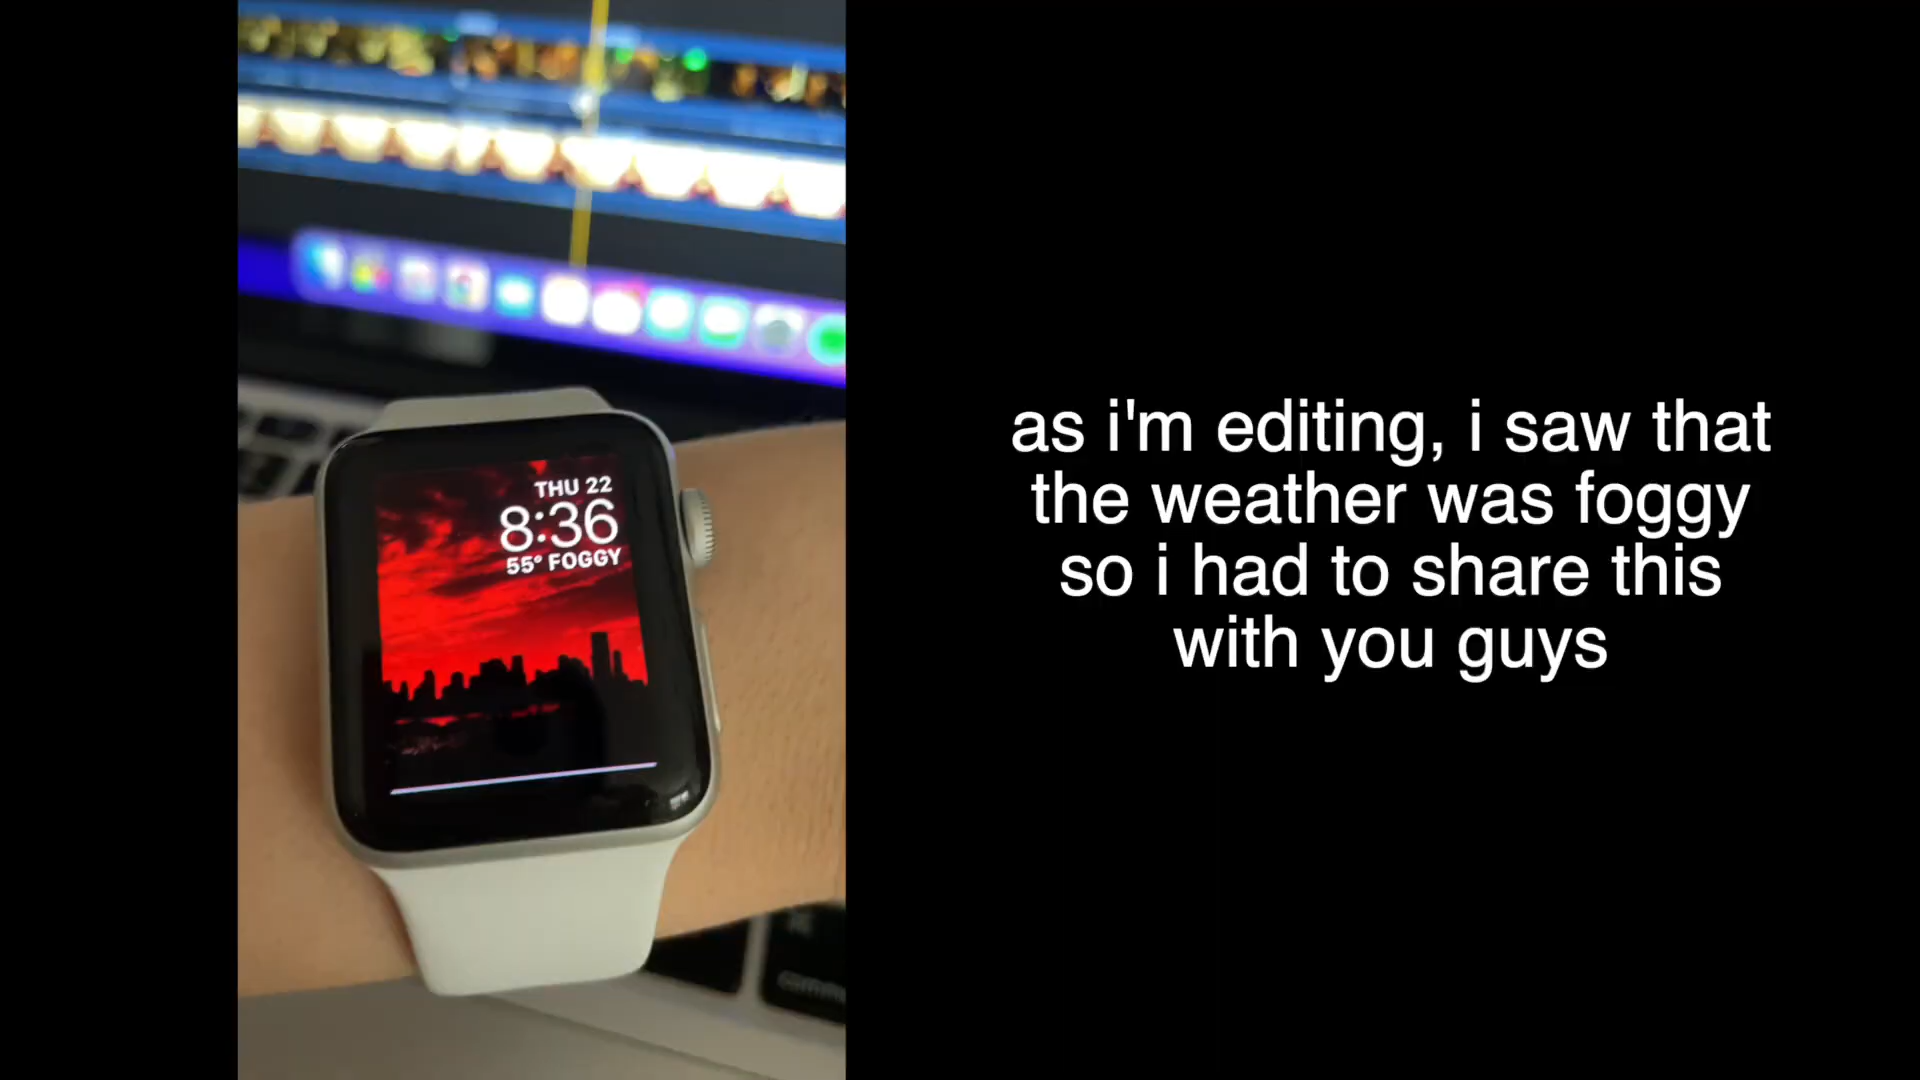 THU 22
8:36
55° FOGGY
as i'm editing, i saw that
the weather was foggy
so i had to share this
with you guys